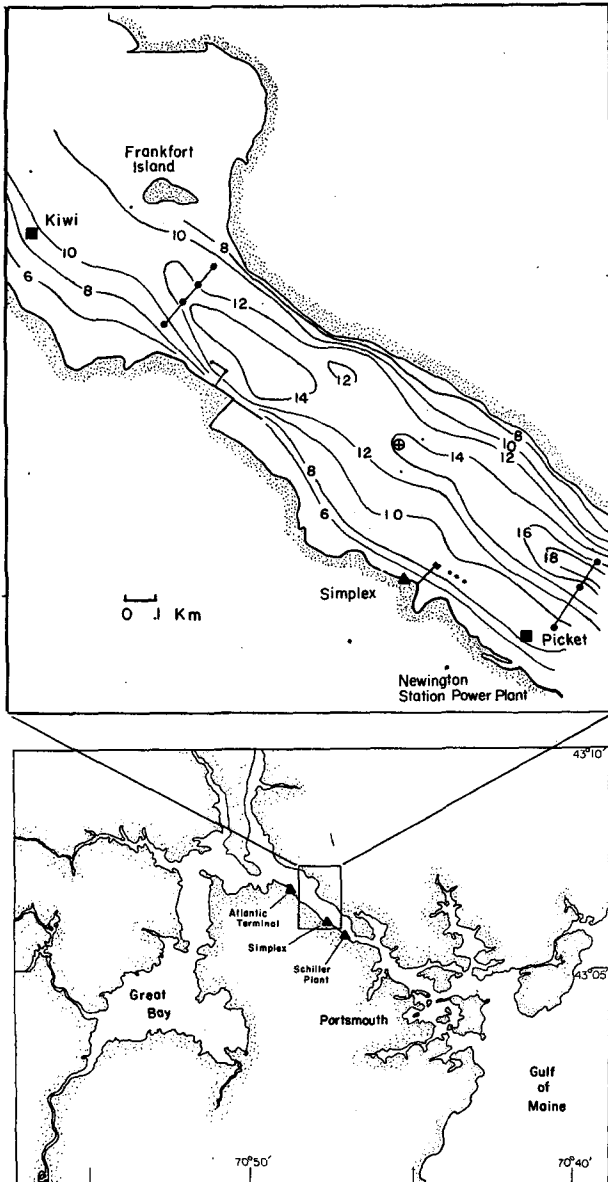 Frankfort
Island
Kiwi
8
10
10
6
8
12
12
14
14
12
8
10
12
8
6
10
16
18
Simplex
0 .1 Km
Picket
Newington
Station Power Plant
43°10'
Atlantic
Terminal
Simplex
Schiller
Plant
43°05'
Great
Bay
Portsmouth
Gulf
of
Maine
70°50'
70°40'